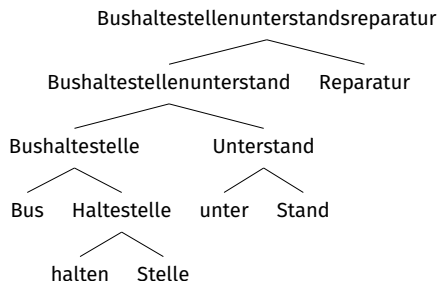 Bushaltestellenunterstandsreparatur
Bushaltestellenunterstand Reparatur
Bushaltestelle Unterstand
Bus Haltestelle unter Stand
halten Stelle